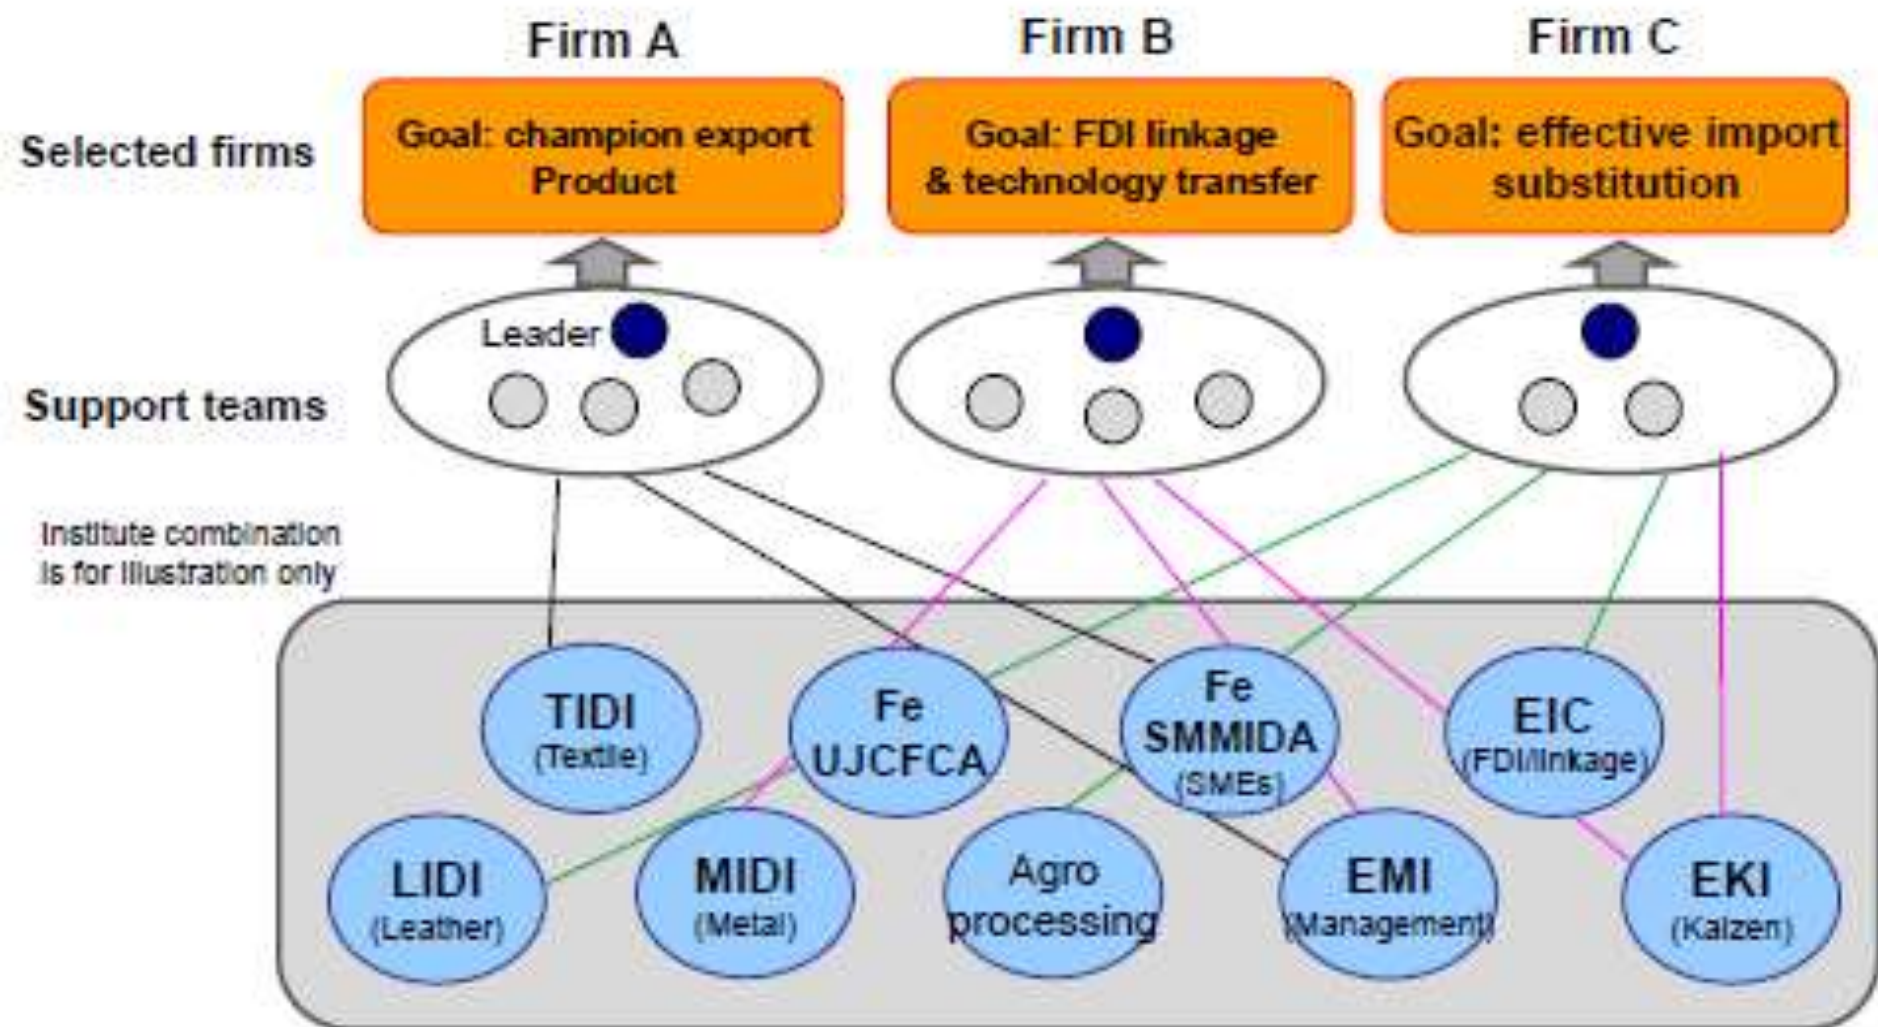 Firm A
Firm B
Firm C
Selected firms
Goal: champion export
Product
Goal: FDI linkage
& technology transfer
Goal: effective import
substitution
Leader
Support teams
Institute combination
is for illustration only
TIDI
(Textile)
Fe
UJCFCA
Fe
SMMIDA
(SMEs)
EIC
(FDI/linkage)
LIDI
(Leather)
MIDI
(Metal)
Agro
processing
EMI
(Management)
EKI
(Kaizen)